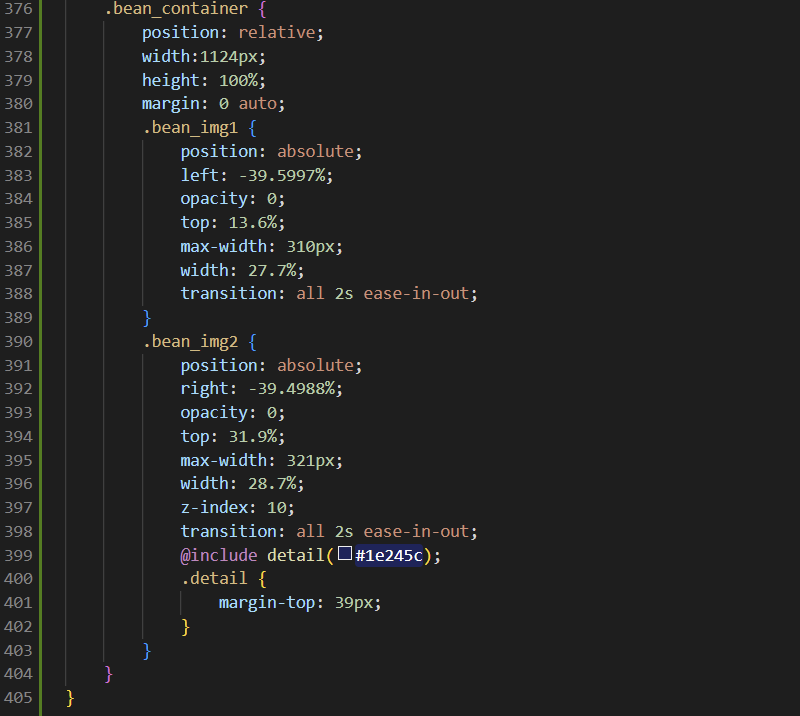 376 .bean_container {
377 position: relative;
378 width:1124px;
379 height: 100%;
380 margin: 0 auto;
381 .bean_img1 {
382 position: absolute;
383 left: -39.5997%;
384 opacity: 0;
385 top: 13.6%;
386 max-width: 310px;
387 width: 27.7%;
388 transition: all 2s ease-in-out;
389 }
390 .bean_img2 {
391 position: absolute;
392 right: -39.4988%;
393 opacity: 0;
394 top: 31.9%;
395 max-width: 321px;
396 width: 28.7%;
397 z-index: 10;
398 transition: all 2s ease-in-out;
399 @include detail(#1e245c);
400 .detail {
401 margin-top: 39px;
402 }
403 }
404 }
405 }